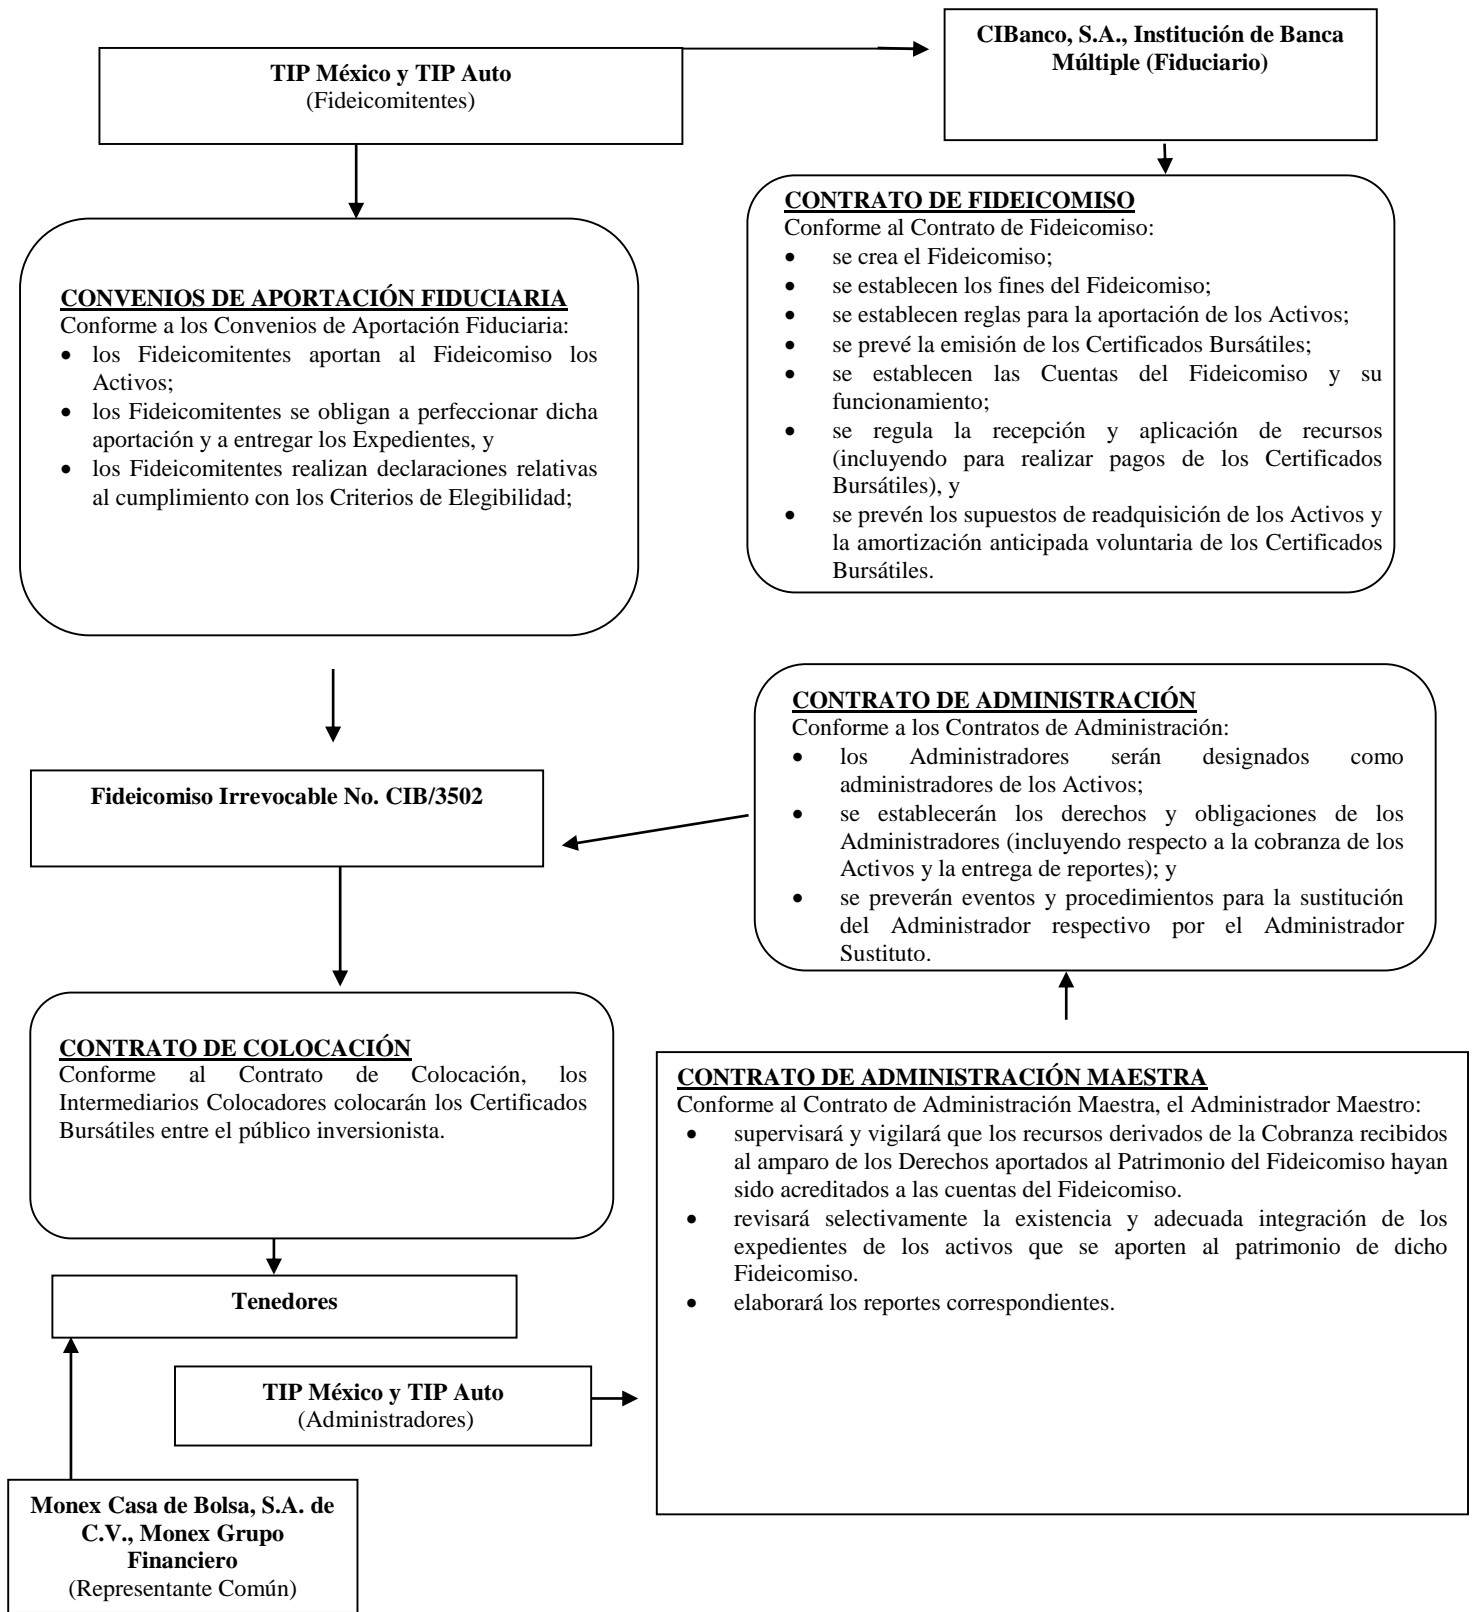 TIP México y TIP Auto
(Fideicomitentes)
CIBanco, S.A., Institución de Banca
Múltiple (Fiduciario)
CONVENIOS DE APORTACIÓN FIDUCIARIA
Conforme a los Convenios de Aportación Fiduciaria:
• los Fideicomitentes aportan al Fideicomiso los
Activos;
• los Fideicomitentes se obligan a perfeccionar dicha
aportación y a entregar los Expedientes, y
• los Fideicomitentes realizan declaraciones relativas
al cumplimiento con los Criterios de Elegibilidad;
CONTRATO DE FIDEICOMISO
Conforme al Contrato de Fideicomiso:
• se crea el Fideicomiso;
• se establecen los fines del Fideicomiso;
• se establecen reglas para la aportación de los Activos;
• se prevé la emisión de los Certificados Bursátiles;
• se establecen las Cuentas del Fideicomiso y su
funcionamiento;
• se regula la recepción y aplicación de recursos
(incluyendo para realizar pagos de los Certificados
Bursátiles), y
• se prevén los supuestos de readquisición de los Activos y
la amortización anticipada voluntaria de los Certificados
Bursátiles.
Fideicomiso Irrevocable No. CIB/3502
CONTRATO DE ADMINISTRACIÓN
Conforme a los Contratos de Administración:
• los Administradores serán designados como
administradores de los Activos;
• se establecerán los derechos y obligaciones de los
Administradores (incluyendo respecto a la cobranza de los
Activos y la entrega de reportes); y
• se preverán eventos y procedimientos para la sustitución
del Administrador respectivo por el Administrador
Sustituto.
CONTRATO DE COLOCACIÓN
Conforme al Contrato de Colocación, los
Intermediarios Colocadores colocarán los Certificados
Bursátiles entre el público inversionista.
CONTRATO DE ADMINISTRACIÓN MAESTRA
Conforme al Contrato de Administración Maestra, el Administrador Maestro:
• supervisará y vigilará que los recursos derivados de la Cobranza recibidos
al amparo de los Derechos aportados al Patrimonio del Fideicomiso hayan
sido acreditados a las cuentas del Fideicomiso.
• revisará selectivamente la existencia y adecuada integración de los
expedientes de los activos que se aporten al patrimonio de dicho
Fideicomiso.
• elaborará los reportes correspondientes.
Tenedores
TIP México y TIP Auto
(Administradores)
Monex Casa de Bolsa, S.A. de
C.V., Monex Grupo
Financiero
(Representante Común)